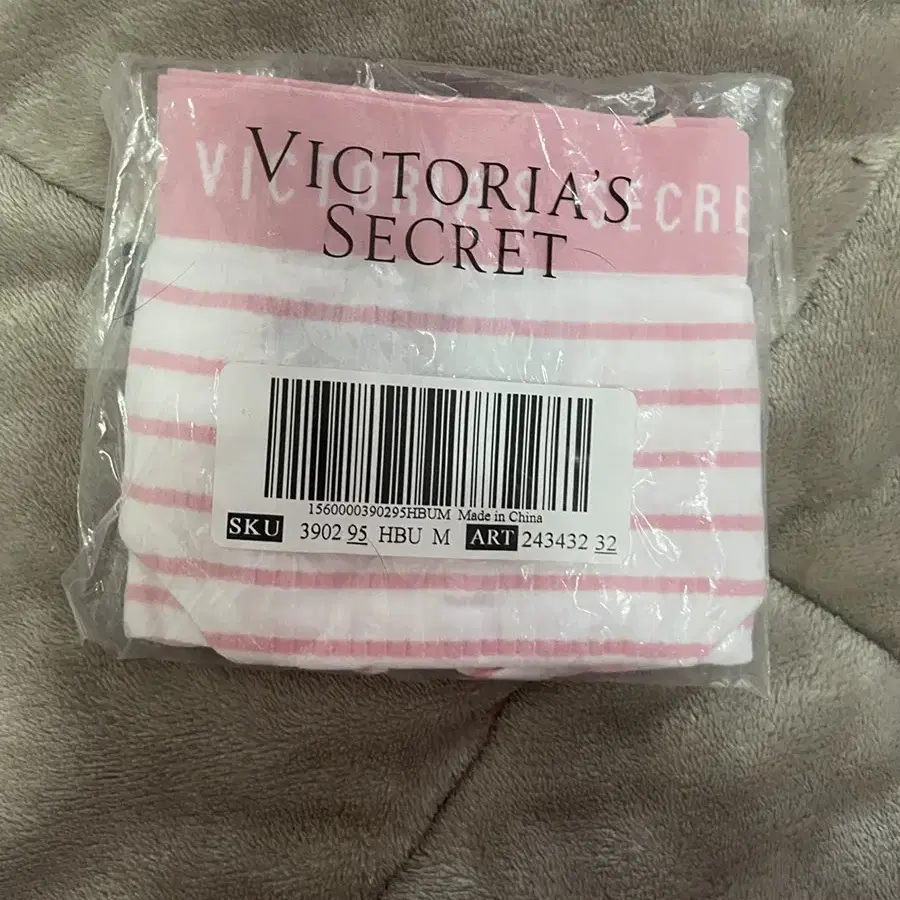 VICTORIA'S
SECRET
VICTORIA'S SECRE
1560000390295HBUM Made in China
SKU 3902 95 HBU M ART 243432 32